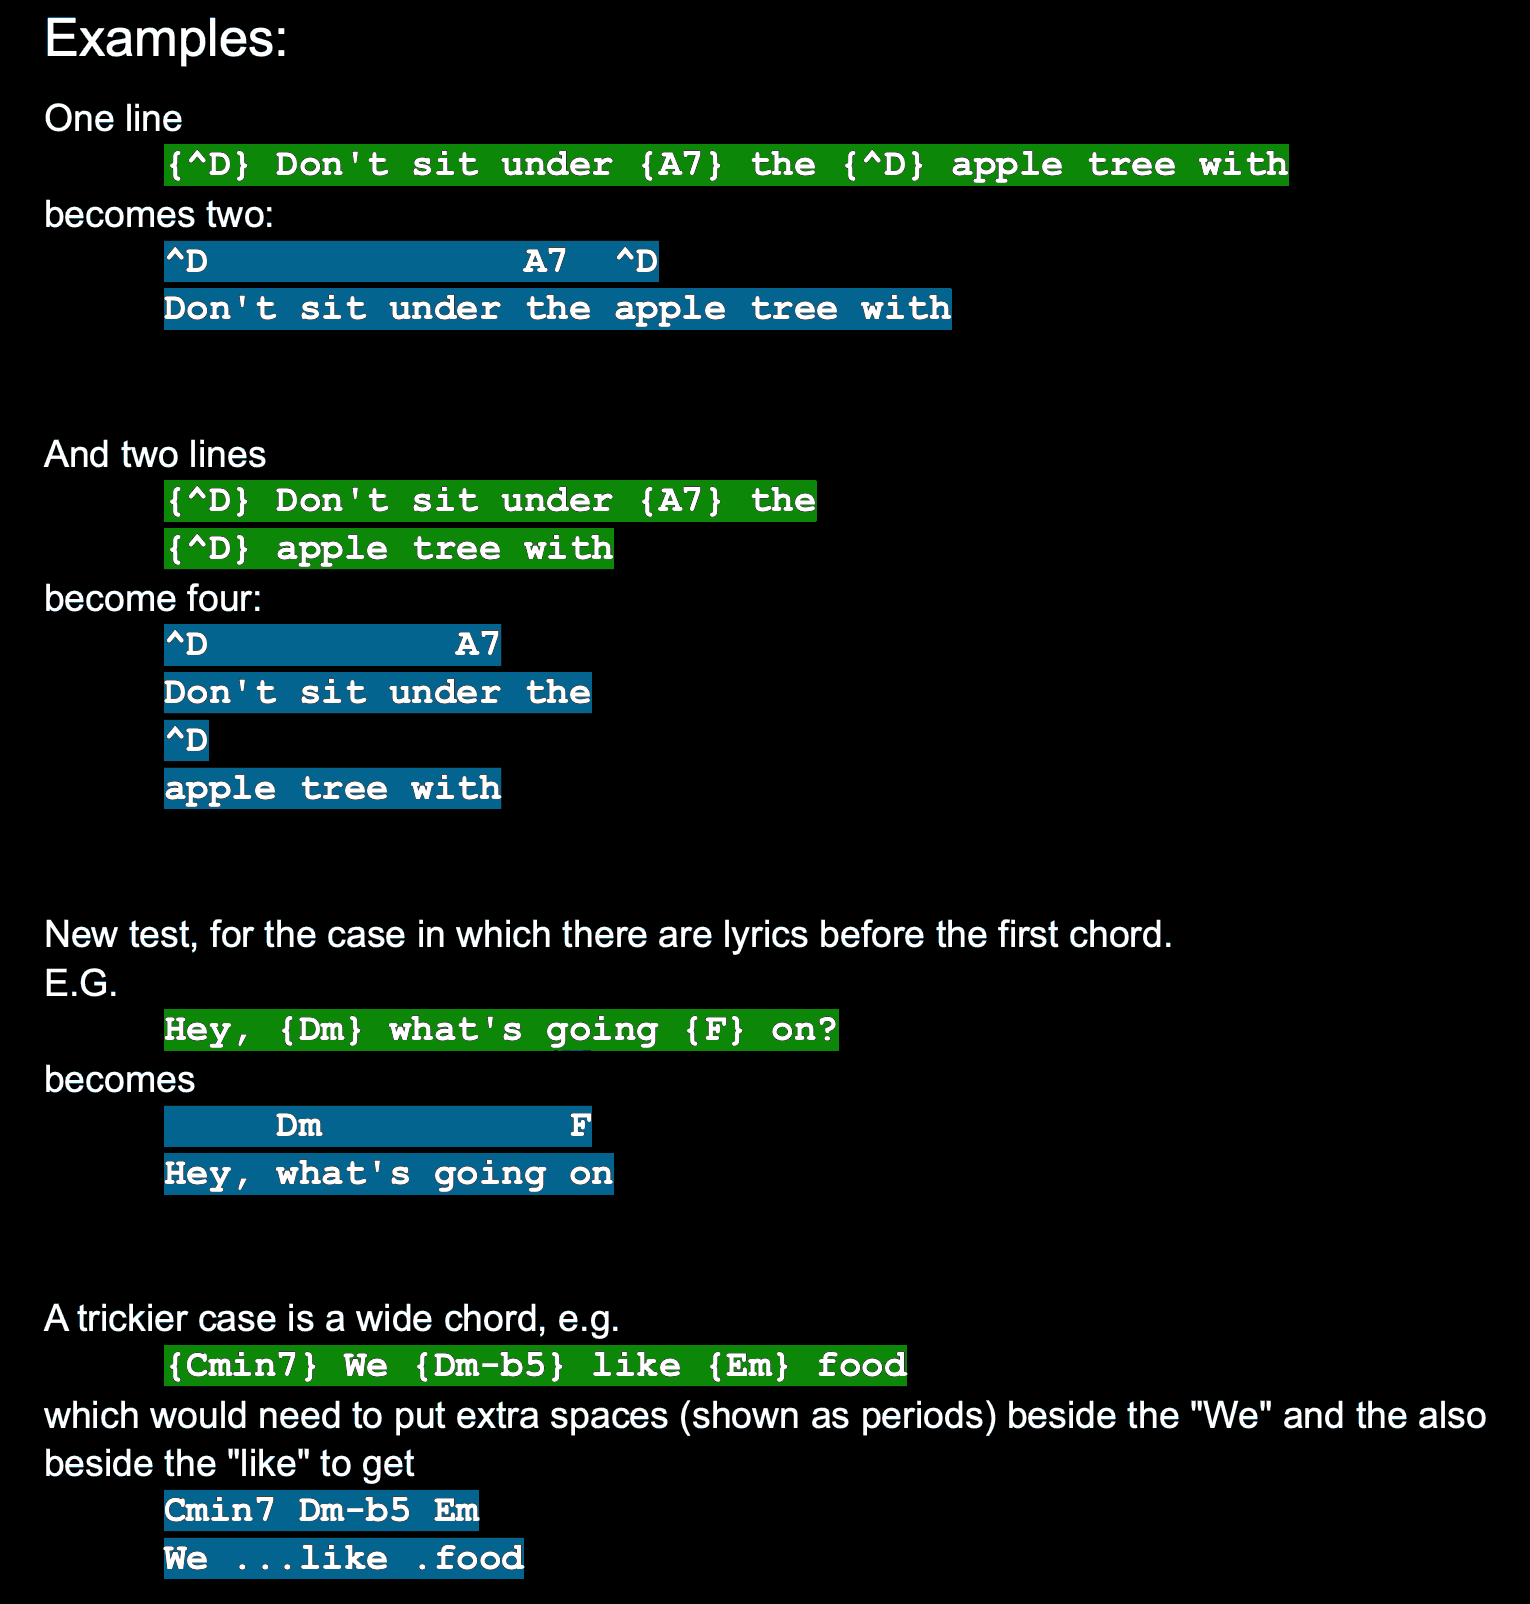 Examples:
One line
{^D} Don't sit under {A7} the {^D} apple tree with
becomes two:
^D              A7  ^D
Don't sit under the apple tree with
And two lines
{^D} Don't sit under {A7} the
{^D} apple tree with
become four:
^D           A7
Don't sit under the
^D
apple tree with
New test, for the case in which there are lyrics before the first chord.
E.G.
Hey, {Dm} what's going {F} on?
becomes
     Dm           F
Hey, what's going on
A trickier case is a wide chord, e.g.
{Cmin7} We {Dm-b5} like {Em} food
which would need to put extra spaces (shown as periods) beside the "We" and the also
beside the "like" to get
Cmin7 Dm-b5 Em
We ...like .food